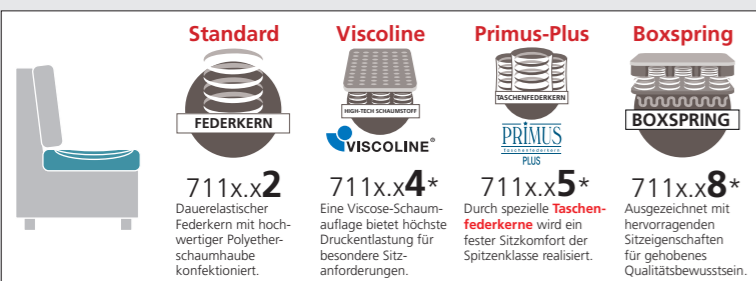 Standard
FEDERKERN
711x.x2
Dauerelastischer
Federkern mit hoch-
wertiger Polyether-
schaumhaube
konfektioniert.
Viscoline
HIGH-TECH SCHAUMSTOFF
VISCOLINE®
711x.x4*
Eine Viscose-Schaum-
auflage bietet höchste
Druckentlastung für
besondere Sitz-
anforderungen.
Primus-Plus
TASCHENFEDERKERN
PRIMUS
Taschenfederkern
PLUS
711x.x5*
Durch spezielle Taschen-
federkerne wird ein
fester Sitzkomfort der
Spitzenklasse realisiert.
Boxspring
BOXSPRING
711x.x8*
Ausgezeichnet mit
hervorragenden
Sitzeigenschaften
für gehobenes
Qualitätsbewusstsein.